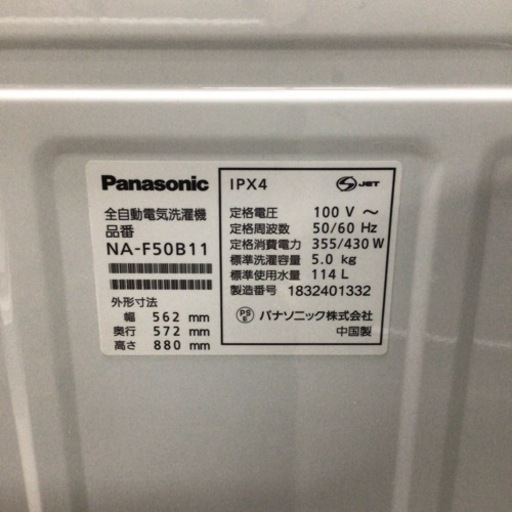 Panasonic
全自動電気洗濯機
品番
NA-F50B11
外形寸法
幅 562 mm
奥行 572 mm
高さ 880 mm
IPX4
S JET
定格電圧 100 V ～
定格周波数 50/60 Hz
定格消費電力 355/430 W
標準洗濯容量 5.0 kg
標準使用水量 114 L
製造番号 1832401332
PS E パナソニック株式会社
中国製